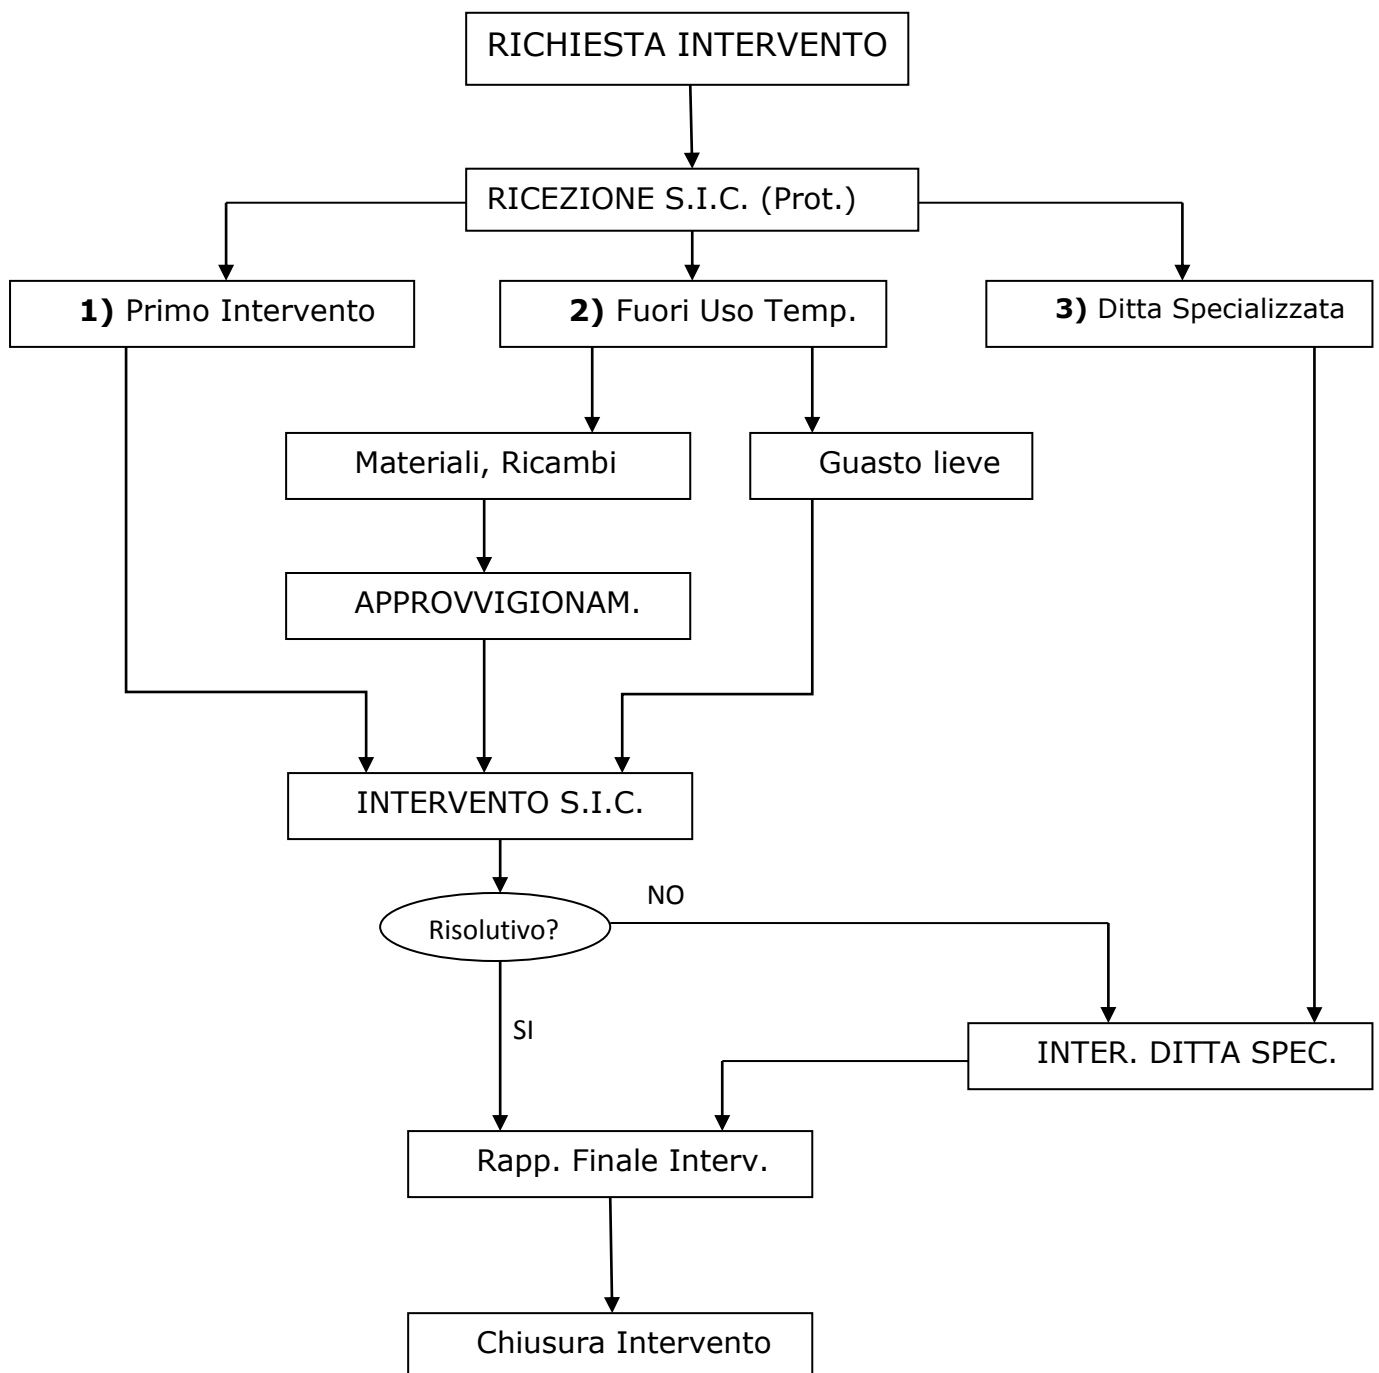 RICHIESTA INTERVENTO
RICEZIONE S.I.C. (Prot.)
1) Primo Intervento
2) Fuori Uso Temp.
3) Ditta Specializzata
Materiali, Ricambi
Guasto lieve
APPROVVIGIONAM.
INTERVENTO S.I.C.
NO
Risolutivo?
SI
INTER. DITTA SPEC.
Rapp. Finale Interv.
Chiusura Intervento